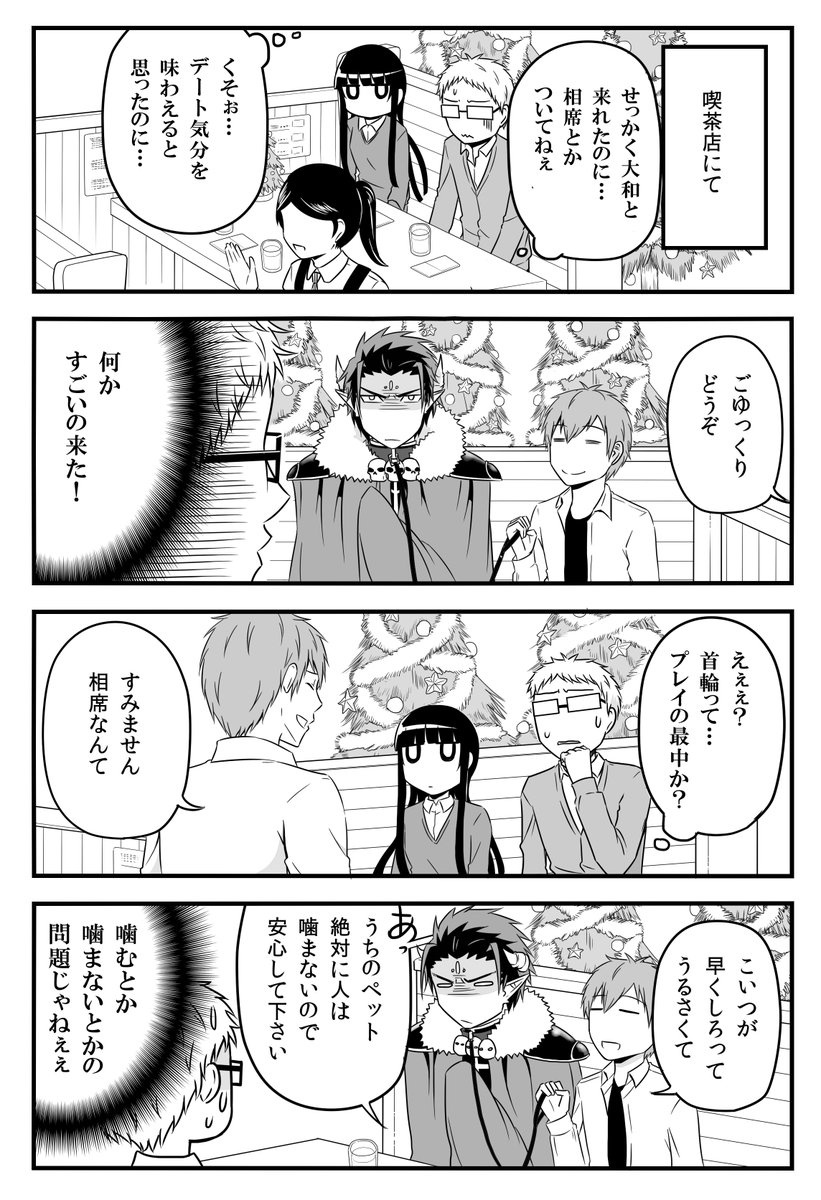 喫茶店にて
せっかく大和と
来れたのに…
相席とか
ついてねぇ
くそぉ…
デート気分を
味わえると
思ったのに…
ごゆっくり
どうぞ
何か
すごいの来た！
えぇぇ？
首輪って…
プレイの最中か？
すみません
相席なんて
こいつが
早くしろって
うるさくて
あっ
うちのペット
絶対に人は
噛まないので
安心して下さい
噛むとか
噛まないとかの
問題じゃねぇぇ